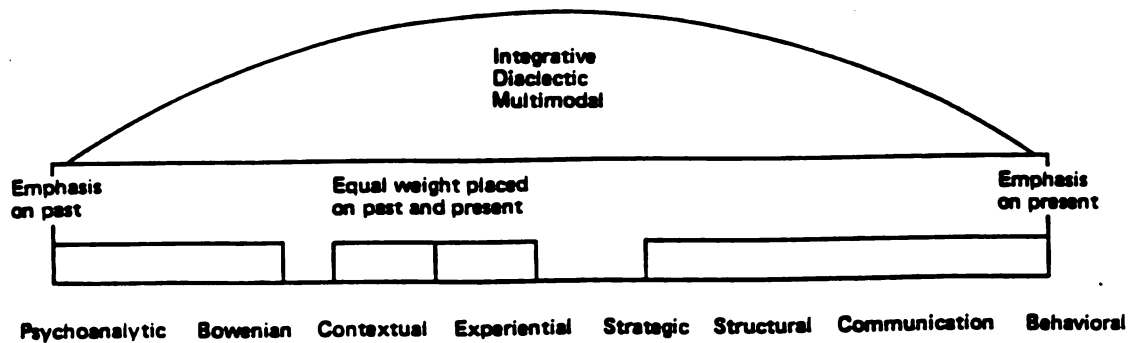 Integrative
Diaclectic
Multimodal
Emphasis
on past
Equal weight placed
on past and present
Emphasis
on present
Psychoanalytic Bowenian Contextual Experiential Strategic Structural Communication Behavioral